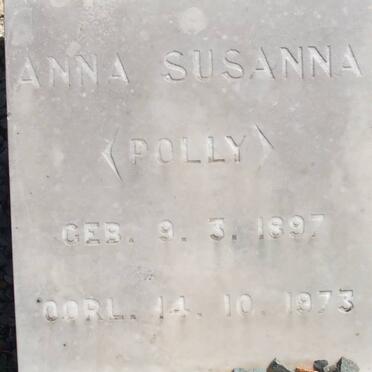 ANNA SUSANNA
<POLLY>
GEB. 9. 3. 1897
OORL. 14. 10. 1973